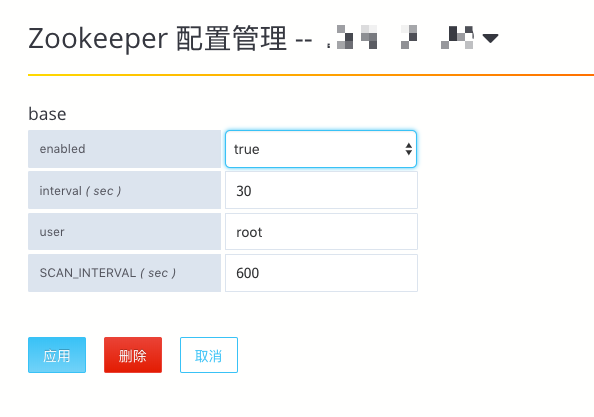 Zookeeper 配置管理 --
base
enabled true
interval ( sec ) 30
user root
SCAN_INTERVAL ( sec ) 600
应用 删除 取消